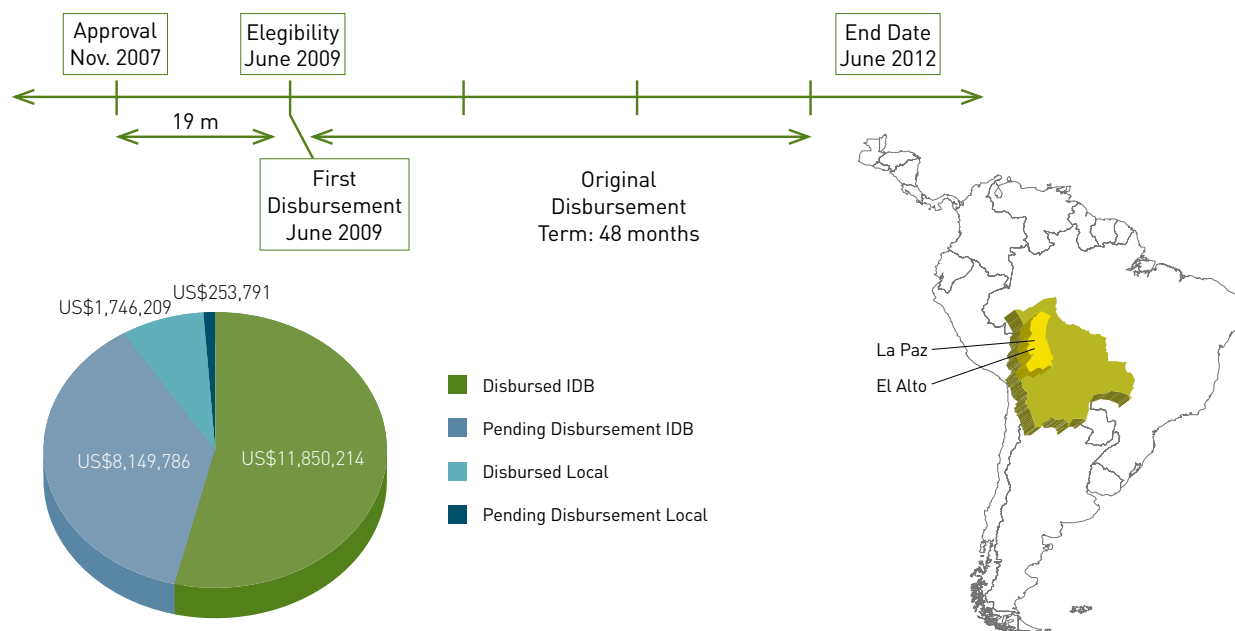 Approval
Nov. 2007
Elegibility
June 2009
End Date
June 2012
19 m
First
Disbursement
June 2009
Original
Disbursement
Term: 48 months
US$253,791
US$1,746,209
US$8,149,786
US$11,850,214
Disbursed IDB
Pending Disbursement IDB
Disbursed Local
Pending Disbursement Local
La Paz
El Alto